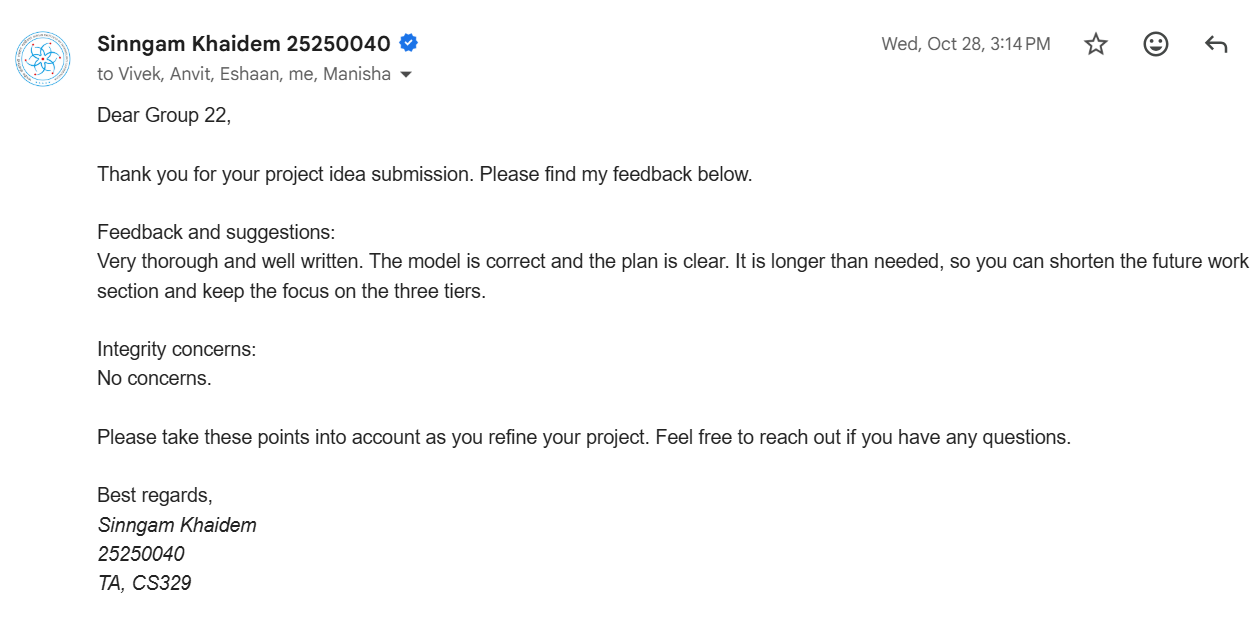 Sinngam Khaidem 25250040
Wed, Oct 28, 3:14 PM
to Vivek, Anvit, Eshaan, me, Manisha
Dear Group 22,
Thank you for your project idea submission. Please find my feedback below.
Feedback and suggestions:
Very thorough and well written. The model is correct and the plan is clear. It is longer than needed, so you can shorten the future work
section and keep the focus on the three tiers.
Integrity concerns:
No concerns.
Please take these points into account as you refine your project. Feel free to reach out if you have any questions.
Best regards,
Sinngam Khaidem
25250040
TA, CS329